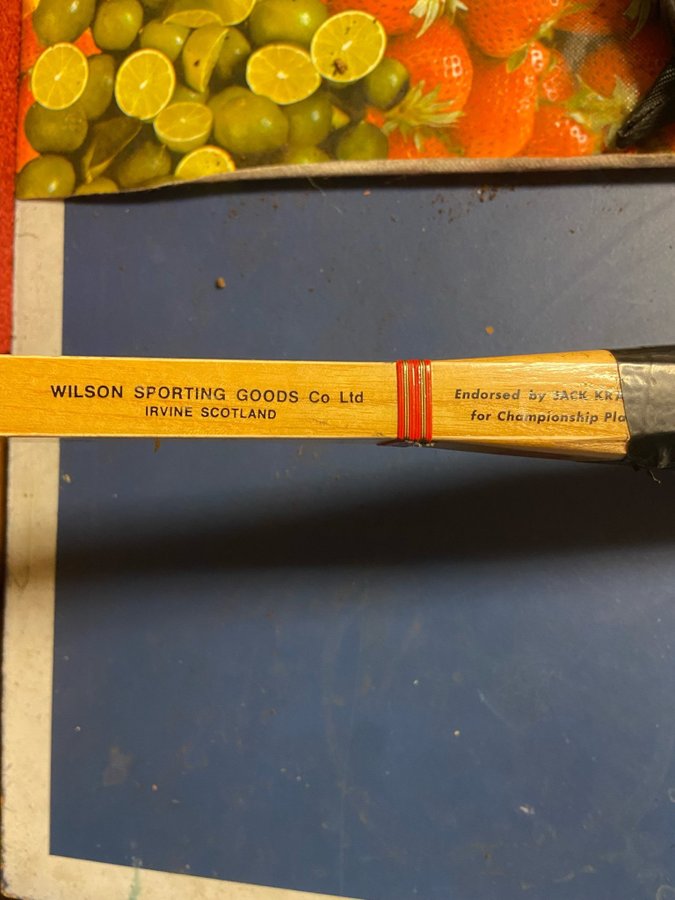 WILSON SPORTING GOODS Co Ltd
IRVINE SCOTLAND
Endorsed by JACK
for Championship